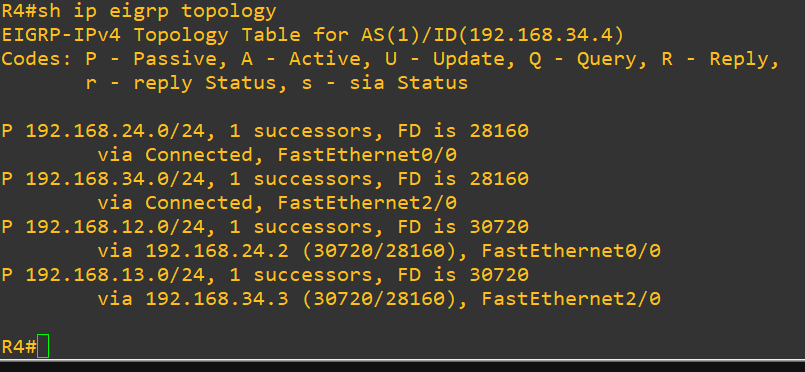 R4#sh ip eigrp topology
EIGRP-IPv4 Topology Table for AS(1)/ID(192.168.34.4)
Codes: P - Passive, A - Active, U - Update, Q - Query, R - Reply,
       r - reply Status, s - sia Status

P 192.168.24.0/24, 1 successors, FD is 28160
        via Connected, FastEthernet0/0
P 192.168.34.0/24, 1 successors, FD is 28160
        via Connected, FastEthernet2/0
P 192.168.12.0/24, 1 successors, FD is 30720
        via 192.168.24.2 (30720/28160), FastEthernet0/0
P 192.168.13.0/24, 1 successors, FD is 30720
        via 192.168.34.3 (30720/28160), FastEthernet2/0

R4#